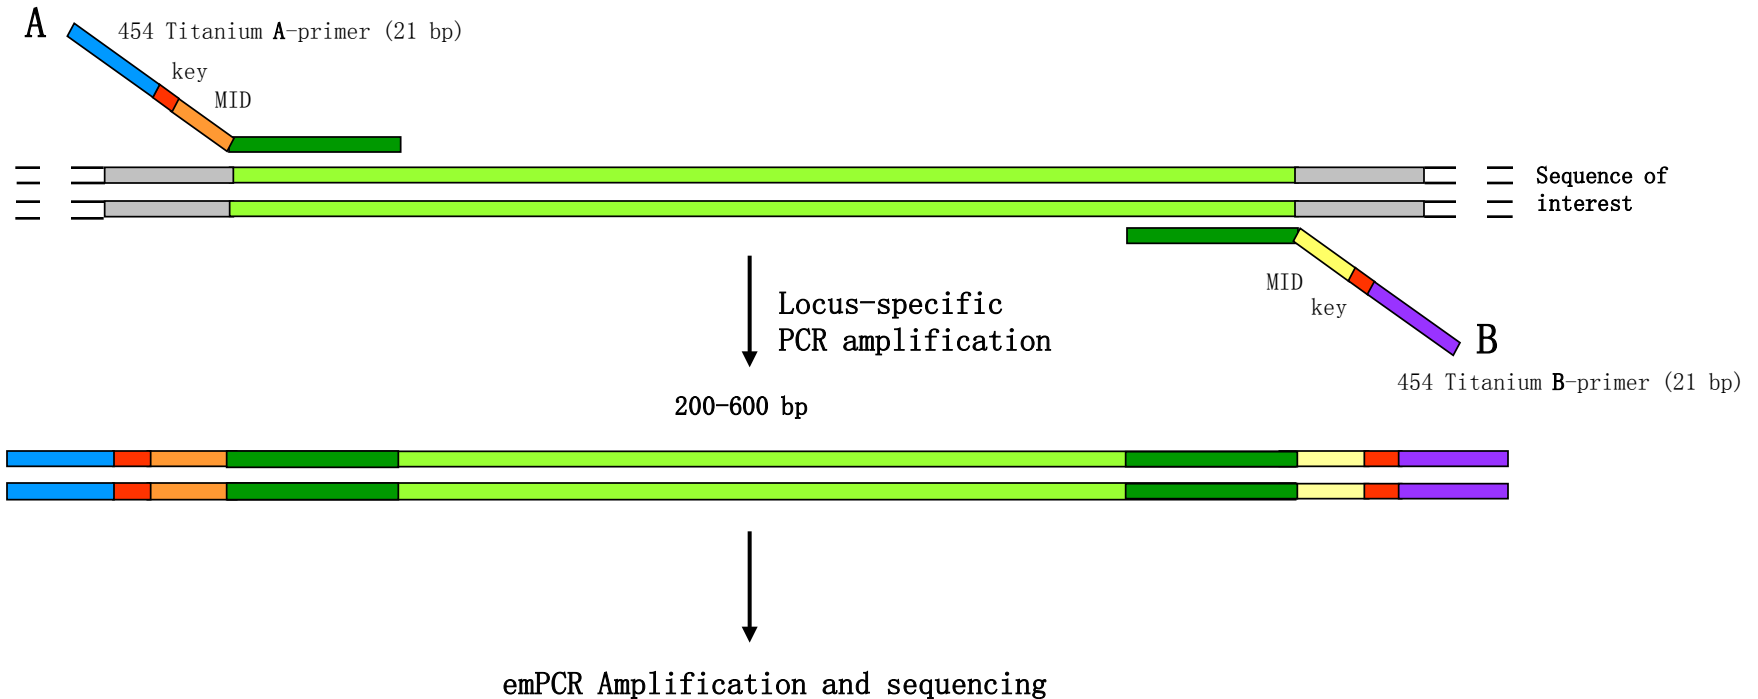 A
454 Titanium A-primer (21 bp)
key
MID
Sequence of
interest
MID
key
B
454 Titanium B-primer (21 bp)
Locus-specific
PCR amplification
200-600 bp
emPCR Amplification and sequencing